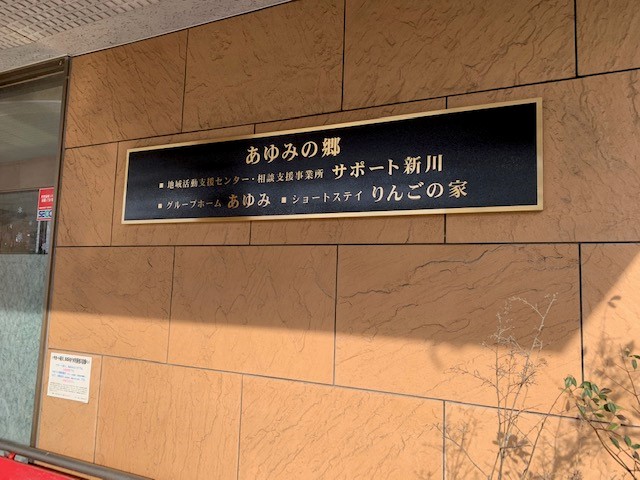 あゆみの郷
■ 地域活動支援センター・相談支援事業所 サポート新川
■ グループホーム あゆみ ■ ショートステイ りんごの家